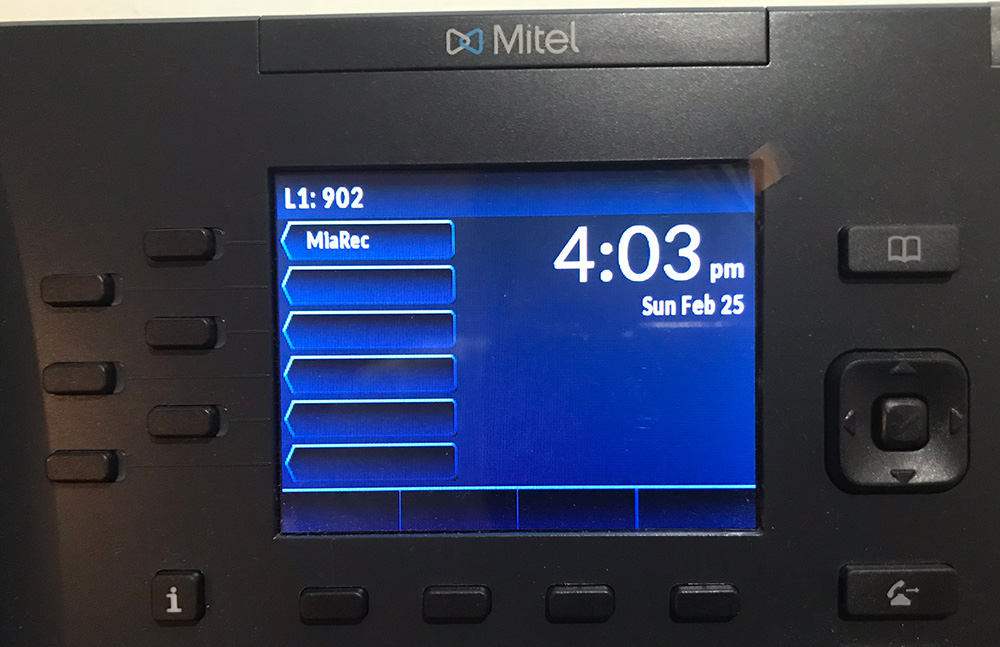 Mitel
L1: 902
MiaRec
4:03 pm
Sun Feb 25
i